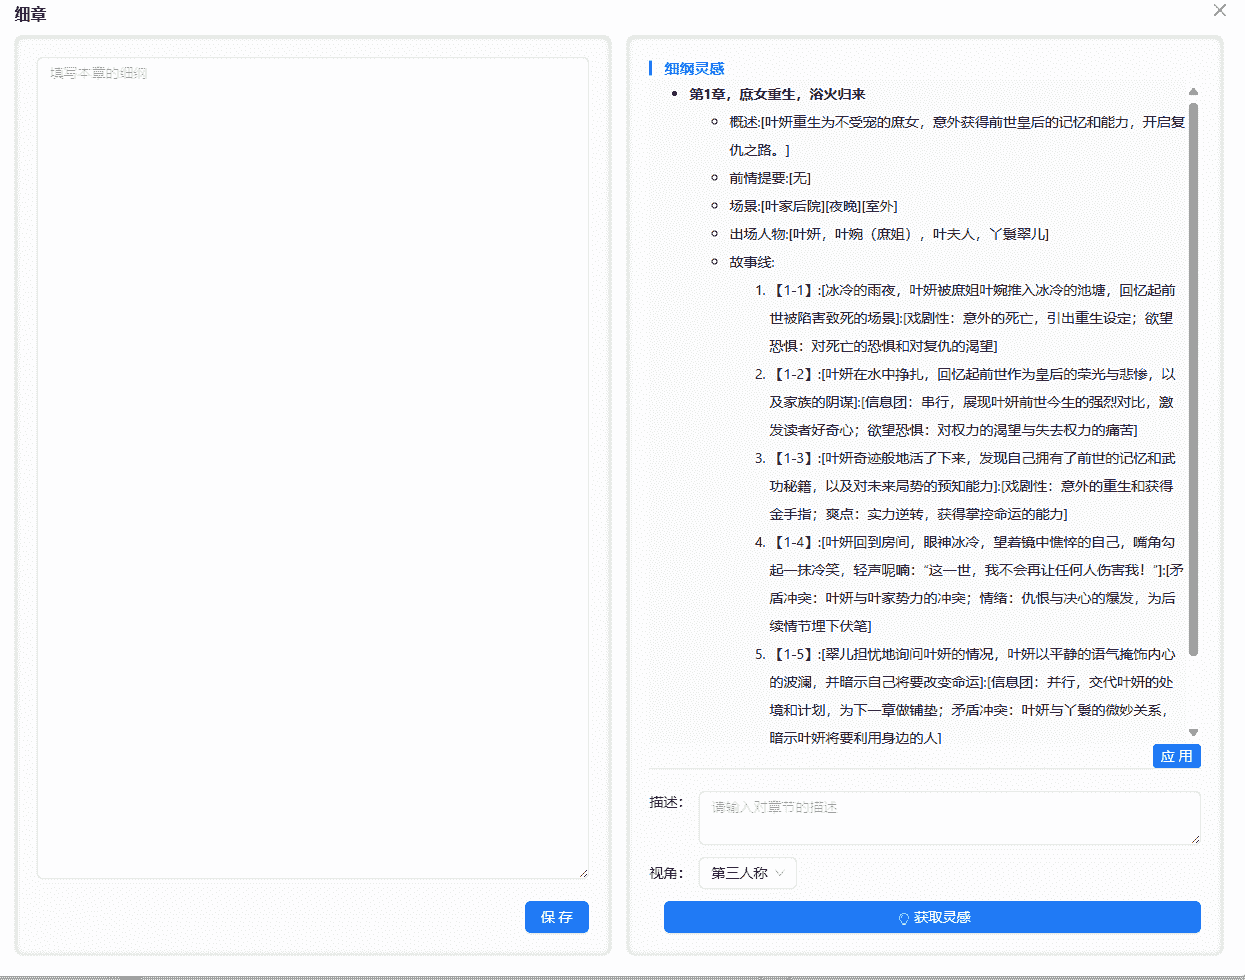 细章
填写本章的细纲
保 存
细纲灵感
第1章，庶女重生，浴火归来
概述:[叶妍重生为不受宠的庶女，意外获得前世皇后的记忆和能力，开启复
仇之路。]
前情提要:[无]
场景:[叶家后院][夜晚][室外]
出场人物:[叶妍，叶婉（庶姐），叶夫人，丫鬟翠儿]
故事线:
1. 【1-1】:[冰冷的雨夜，叶妍被庶姐叶婉推入冰冷的池塘，回忆起前
世被陷害致死的场景]:[戏剧性：意外的死亡，引出重生设定；欲望
恐惧：对死亡的恐惧和对复仇的渴望]
2. 【1-2】:[叶妍在水中挣扎，回忆起前世作为皇后的荣光与悲惨，以
及家族的阴谋]:[信息团：串行，展现叶妍前世今生的强烈对比，激
发读者好奇心；欲望恐惧：对权力的渴望与失去权力的痛苦]
3. 【1-3】:[叶妍奇迹般地活了下来，发现自己拥有了前世的记忆和武
功秘籍，以及对未来局势的预知能力]:[戏剧性：意外的重生和获得
金手指；爽点：实力逆转，获得掌控命运的能力]
4. 【1-4】:[叶妍回到房间，眼神冰冷，望着镜中憔悴的自己，嘴角勾
起一抹冷笑，轻声呢喃：“这一世，我不会再让任何人伤害我！”]:[矛
盾冲突：叶妍与叶家势力的冲突；情绪：仇恨与决心的爆发，为后
续情节埋下伏笔]
5. 【1-5】:[翠儿担忧地询问叶妍的情况，叶妍以平静的语气掩饰内心
的波澜，并暗示自己将要改变命运]:[信息团：并行，交代叶妍的处
境和计划，为下一章做铺垫；矛盾冲突：叶妍与丫鬟的微妙关系，
暗示叶妍将要利用身边的人]
应 用
描述：
请输入对章节的描述
视角：
第三人称
获取灵感